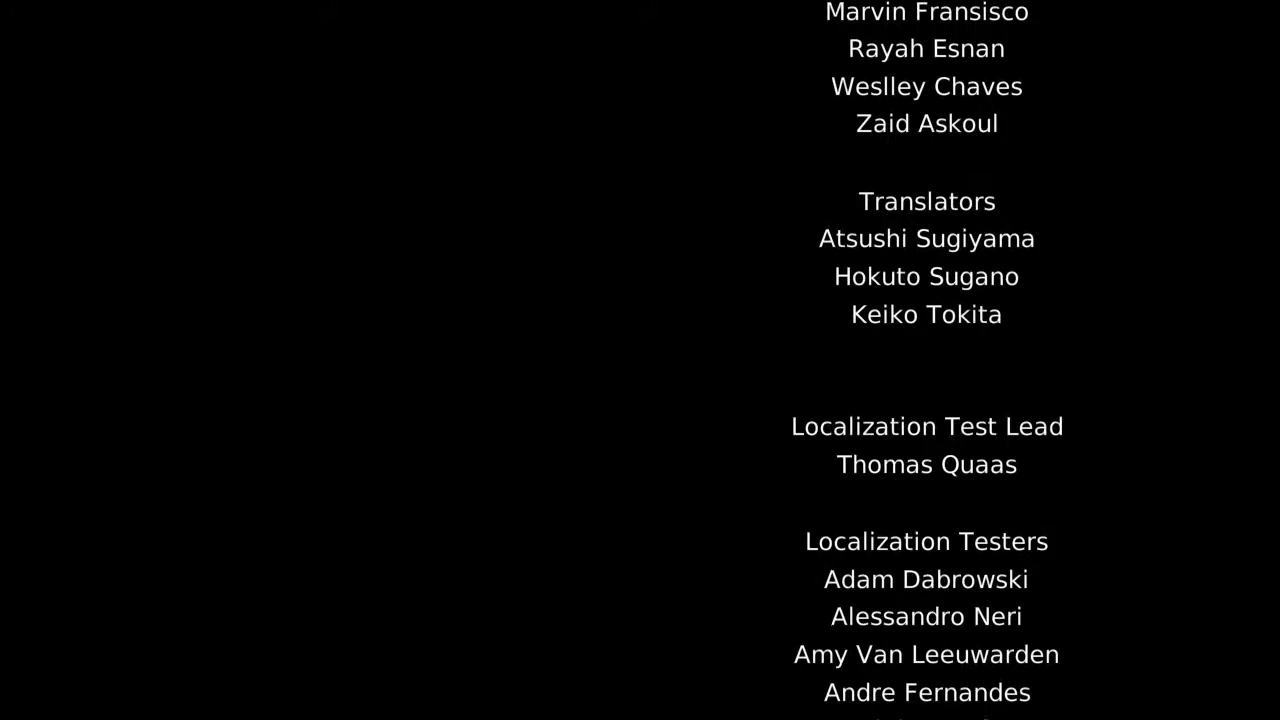 Marvin Fransisco
Rayah Esnan
Weslley Chaves
Zaid Askoul
Translators
Atsushi Sugiyama
Hokuto Sugano
Keiko Tokita
Localization Test Lead
Thomas Quaas
Localization Testers
Adam Dabrowski
Alessandro Neri
Amy Van Leeuwarden
Andre Fernandes